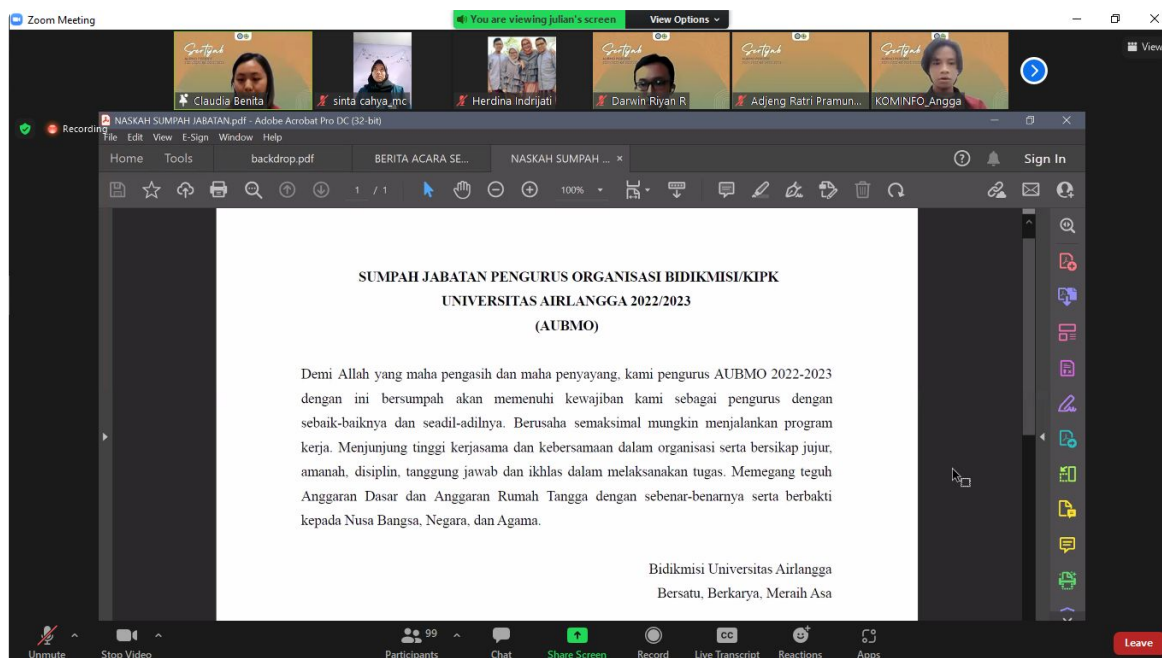 Zoom Meeting
You are viewing julian's screen
View Options
View
Sertijab
Sertijab
Sertijab
Sertijab
Claudia Benita
sinta cahya_mc
Herdina Indrijati
Darwin Riyan R
Adjeng Ratri Pramun...
KOMINFO_Angga
Recording
NASKAH SUMPAH JABATAN.pdf - Adobe Acrobat Pro DC (32-bit)
File Edit View E-Sign Window Help
Home Tools backdrop.pdf BERITA ACARA SE... NASKAH SUMPAH ... × Sign In
1 / 1 100%
SUMPAH JABATAN PENGURUS ORGANISASI BIDIKMISI/KIPK
UNIVERSITAS AIRLANGGA 2022/2023
(AUBMO)
Demi Allah yang maha pengasih dan maha penyayang, kami pengurus AUBMO 2022-2023
dengan ini bersumpah akan memenuhi kewajiban kami sebagai pengurus dengan
sebaik-baiknya dan seadil-adilnya. Berusaha semaksimal mungkin menjalankan program
kerja. Menjunjung tinggi kerjasama dan kebersamaan dalam organisasi serta bersikap jujur,
amanah, disiplin, tanggung jawab dan ikhlas dalam melaksanakan tugas. Memegang teguh
Anggaran Dasar dan Anggaran Rumah Tangga dengan sebenar-benarnya serta berbakti
kepada Nusa Bangsa, Negara, dan Agama.
Bidikmisi Universitas Airlangga
Bersatu, Berkarya, Meraih Asa
Unmute
Stop Video
99
Participants
Chat
Share Screen
Record
CC
Live Transcript
Reactions
Apps
Leave